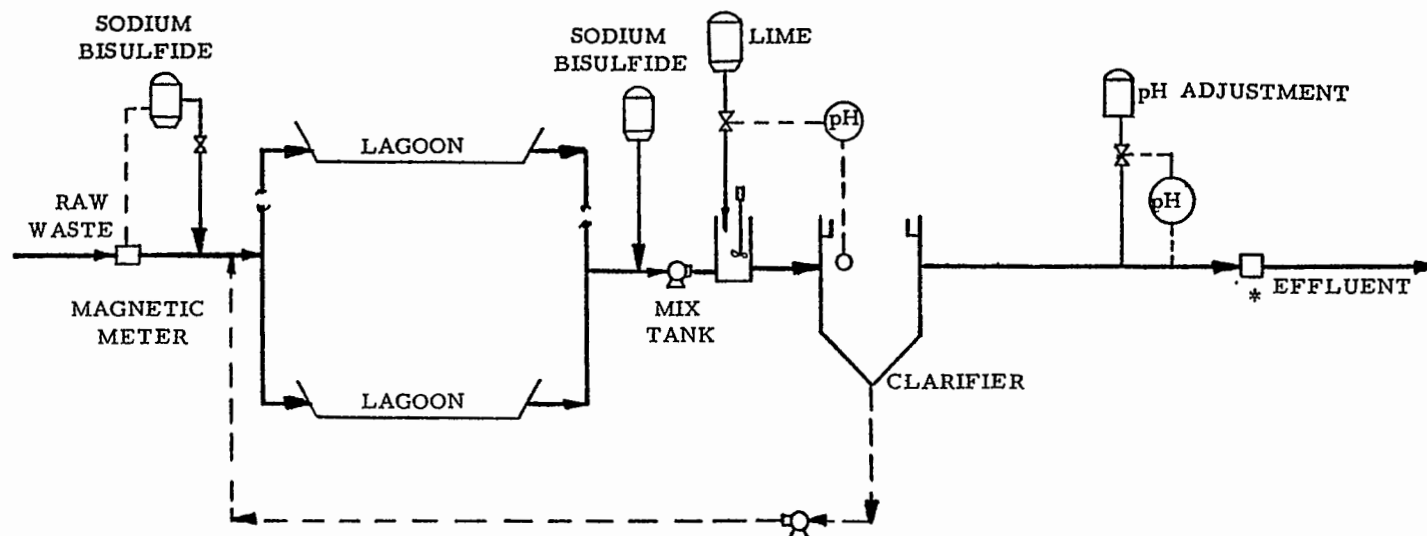 SODIUM
BISULFIDE
RAW
WASTE
MAGNETIC
METER
LAGOON
LAGOON
SODIUM
BISULFIDE
LIME
pH
MIX
TANK
CLARIFIER
pH ADJUSTMENT
pH
* EFFLUENT